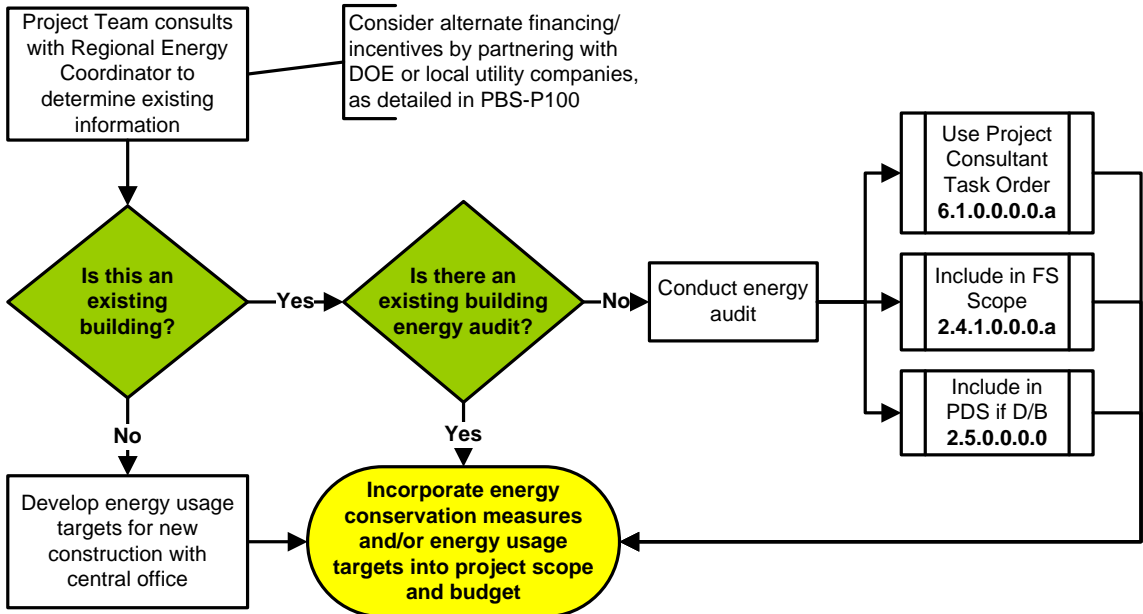 Project Team consults
with Regional Energy
Coordinator to
determine existing
information
Consider alternate financing/
incentives by partnering with
DOE or local utility companies,
as detailed in PBS-P100
Is this an
existing
building?
Yes
Is there an
existing building
energy audit?
No
Conduct energy
audit
Use Project
Consultant
Task Order
6.1.0.0.0.0.a
Include in FS
Scope
2.4.1.0.0.0.a
Include in
PDS if D/B
2.5.0.0.0.0
No
Yes
Develop energy usage
targets for new
construction with
central office
Incorporate energy
conservation measures
and/or energy usage
targets into project scope
and budget